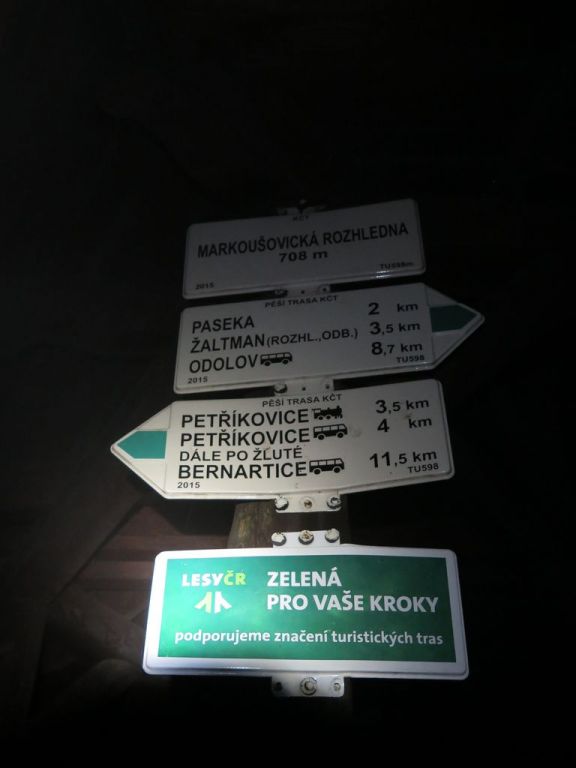 KČT
MARKOUŠOVICKÁ ROZHLEDNA
708 m
2015 TU598m
PĚŠÍ TRASA KČT
PASEKA 2 km
ŽALTMAN (ROZHL.,ODB.) 3,5 km
ODOLOV 8,7 km
2015 TU598
PĚŠÍ TRASA KČT
PETŘÍKOVICE 3,5 km
PETŘÍKOVICE 4 km
DÁLE PO ŽLUTÉ
BERNARTICE 11,5 km
2015 TU598
LESYČR ZELENÁ
PRO VAŠE KROKY
podporujeme značení turistických tras